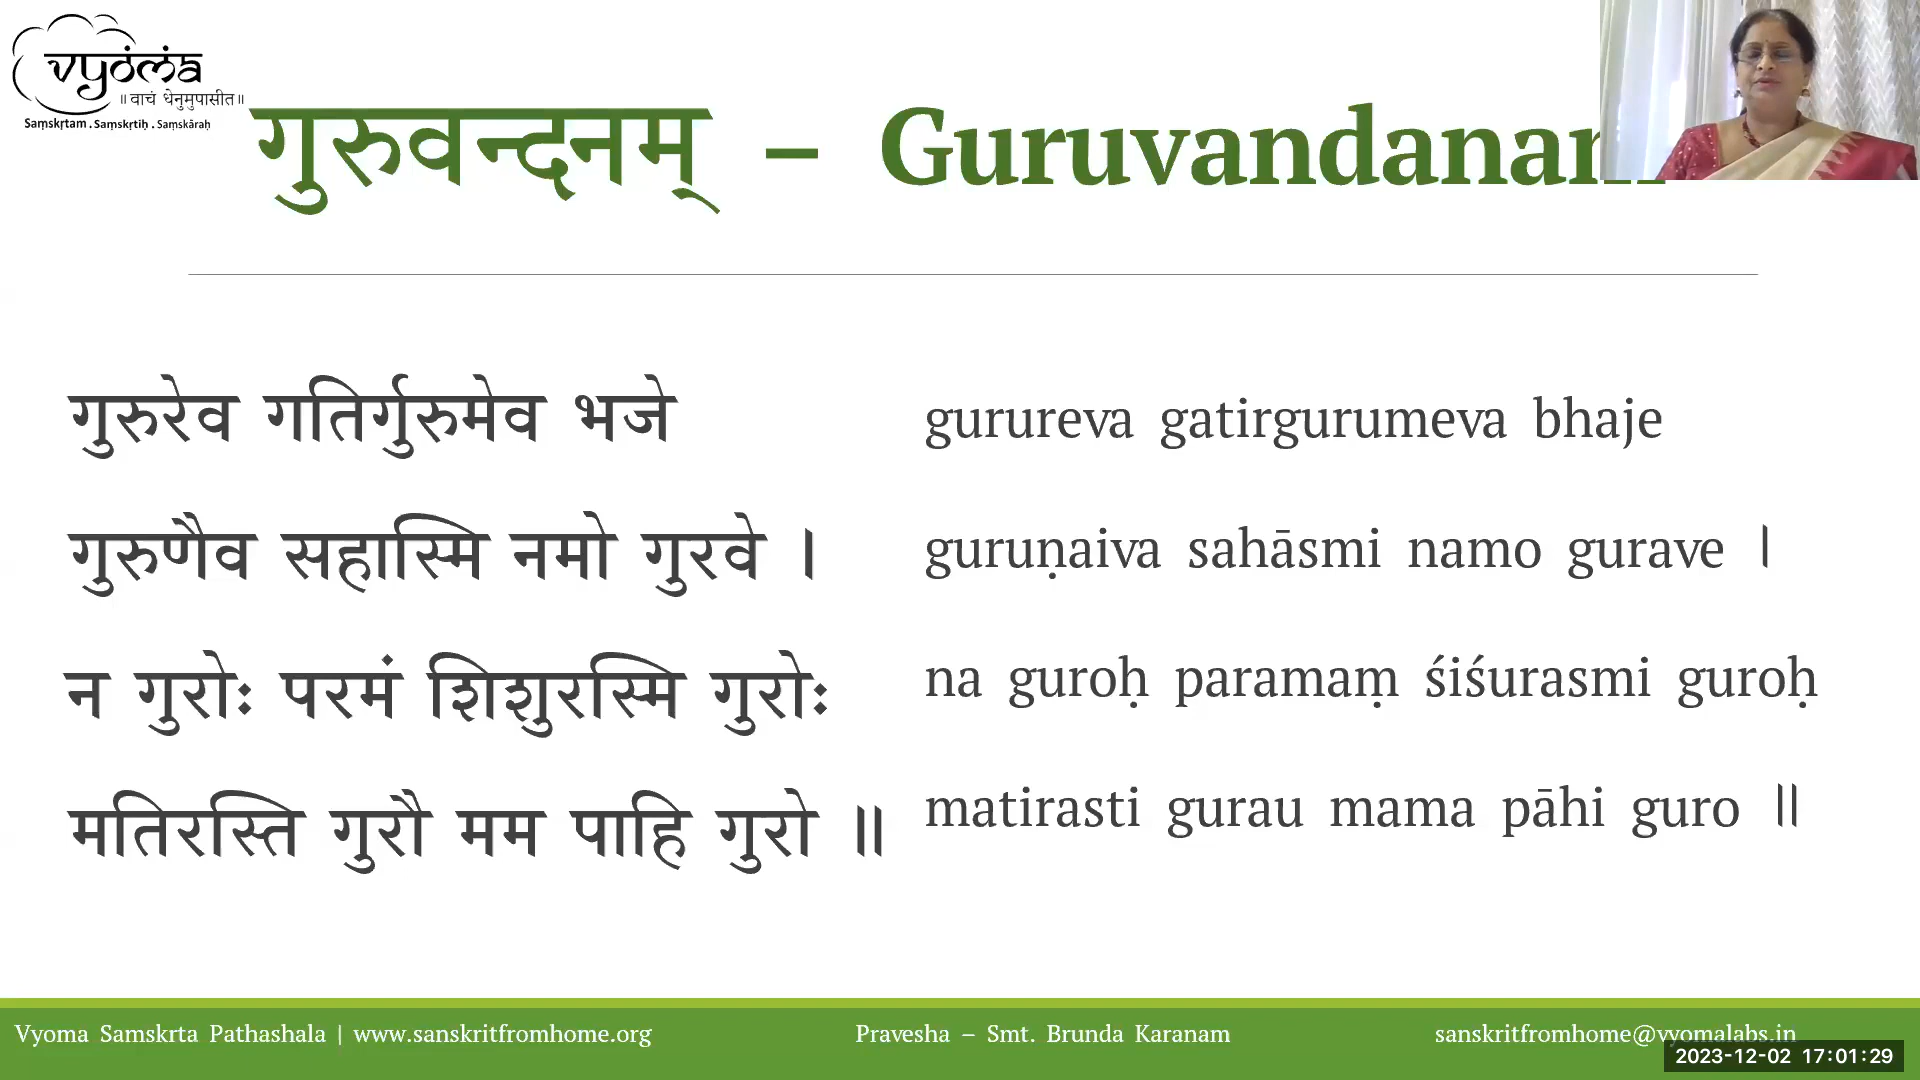 vyoma
॥वाचं धेनुमुपासीत॥
Saṃskṛtam . Saṃskṛtiḥ . Saṃskāraḥ
गुरुवन्दनम् – Guruvandanam
गुरुरेव गतिर्गुरुमेव भजे
गुरुणैव सहास्मि नमो गुरवे ।
न गुरोः परमं शिशुरस्मि गुरोः
मतिरस्ति गुरौ मम पाहि गुरो ॥
gurureva gatirgurumeva bhaje
guruṇaiva sahāsmi namo gurave ।
na guroḥ paramaṃ śiśurasmi guroḥ
matirasti gurau mama pāhi guro ॥
Vyoma Samskrta Pathashala | www.sanskritfromhome.org
Pravesha – Smt. Brunda Karanam
sanskritfromhome@vyomalabs.in
2023-12-02 17:01:29